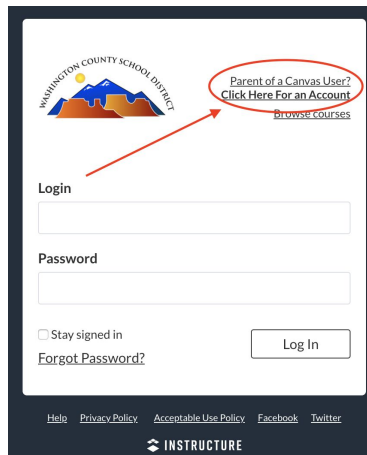 WASHINGTON COUNTY SCHOOL DISTRICT
Parent of a Canvas User?
Click Here For an Account
Browse courses
Login
Password
Stay signed in
Forgot Password?
Log In
Help Privacy Policy Acceptable Use Policy Facebook Twitter
INSTRUCTURE